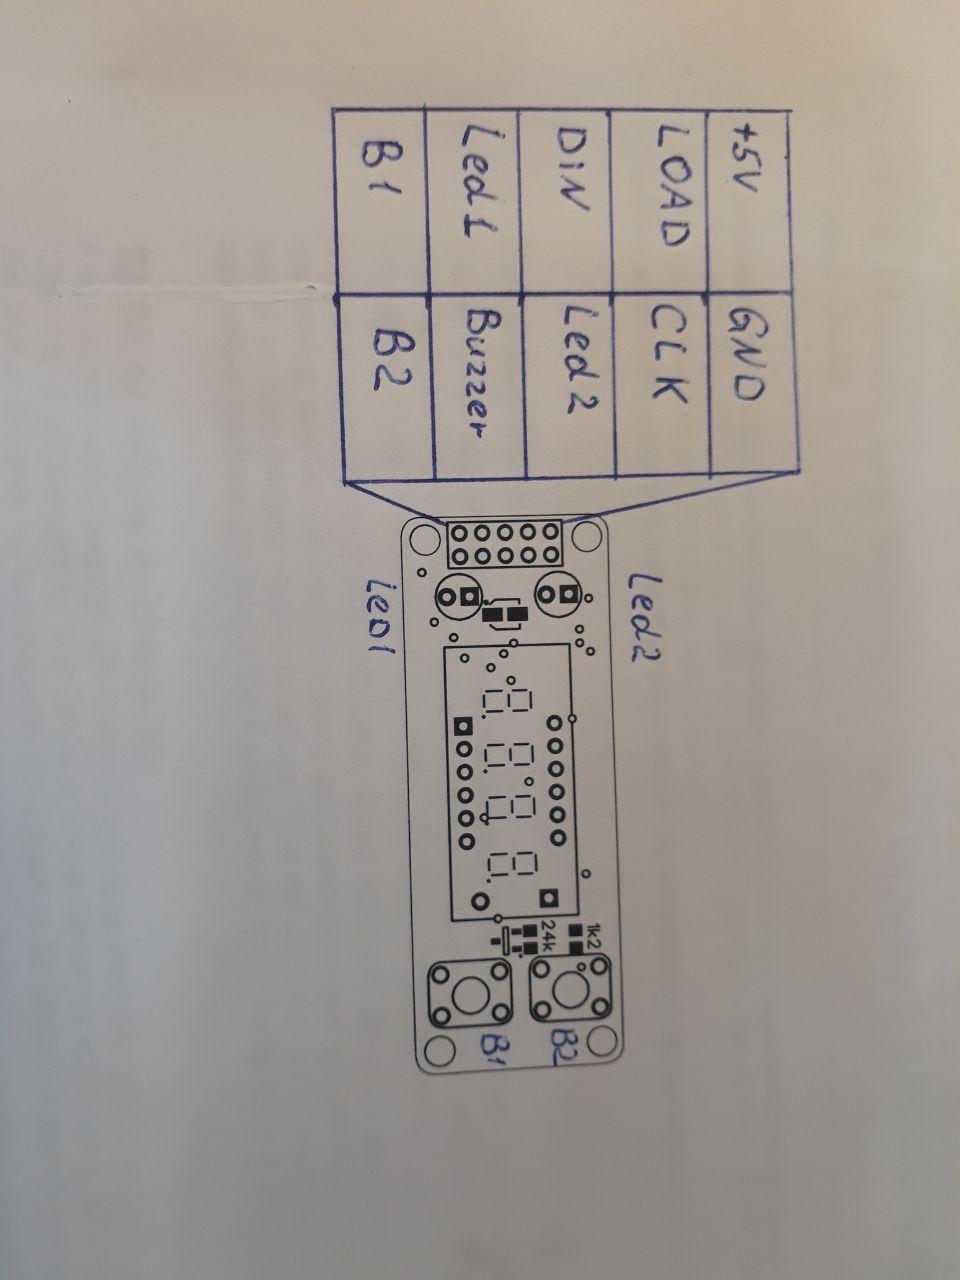 +5V GND
LOAD CLK
DiN Led2
Led1 Buzzer
B1 B2
Led2
1k2
B2
24k
B1
Led1